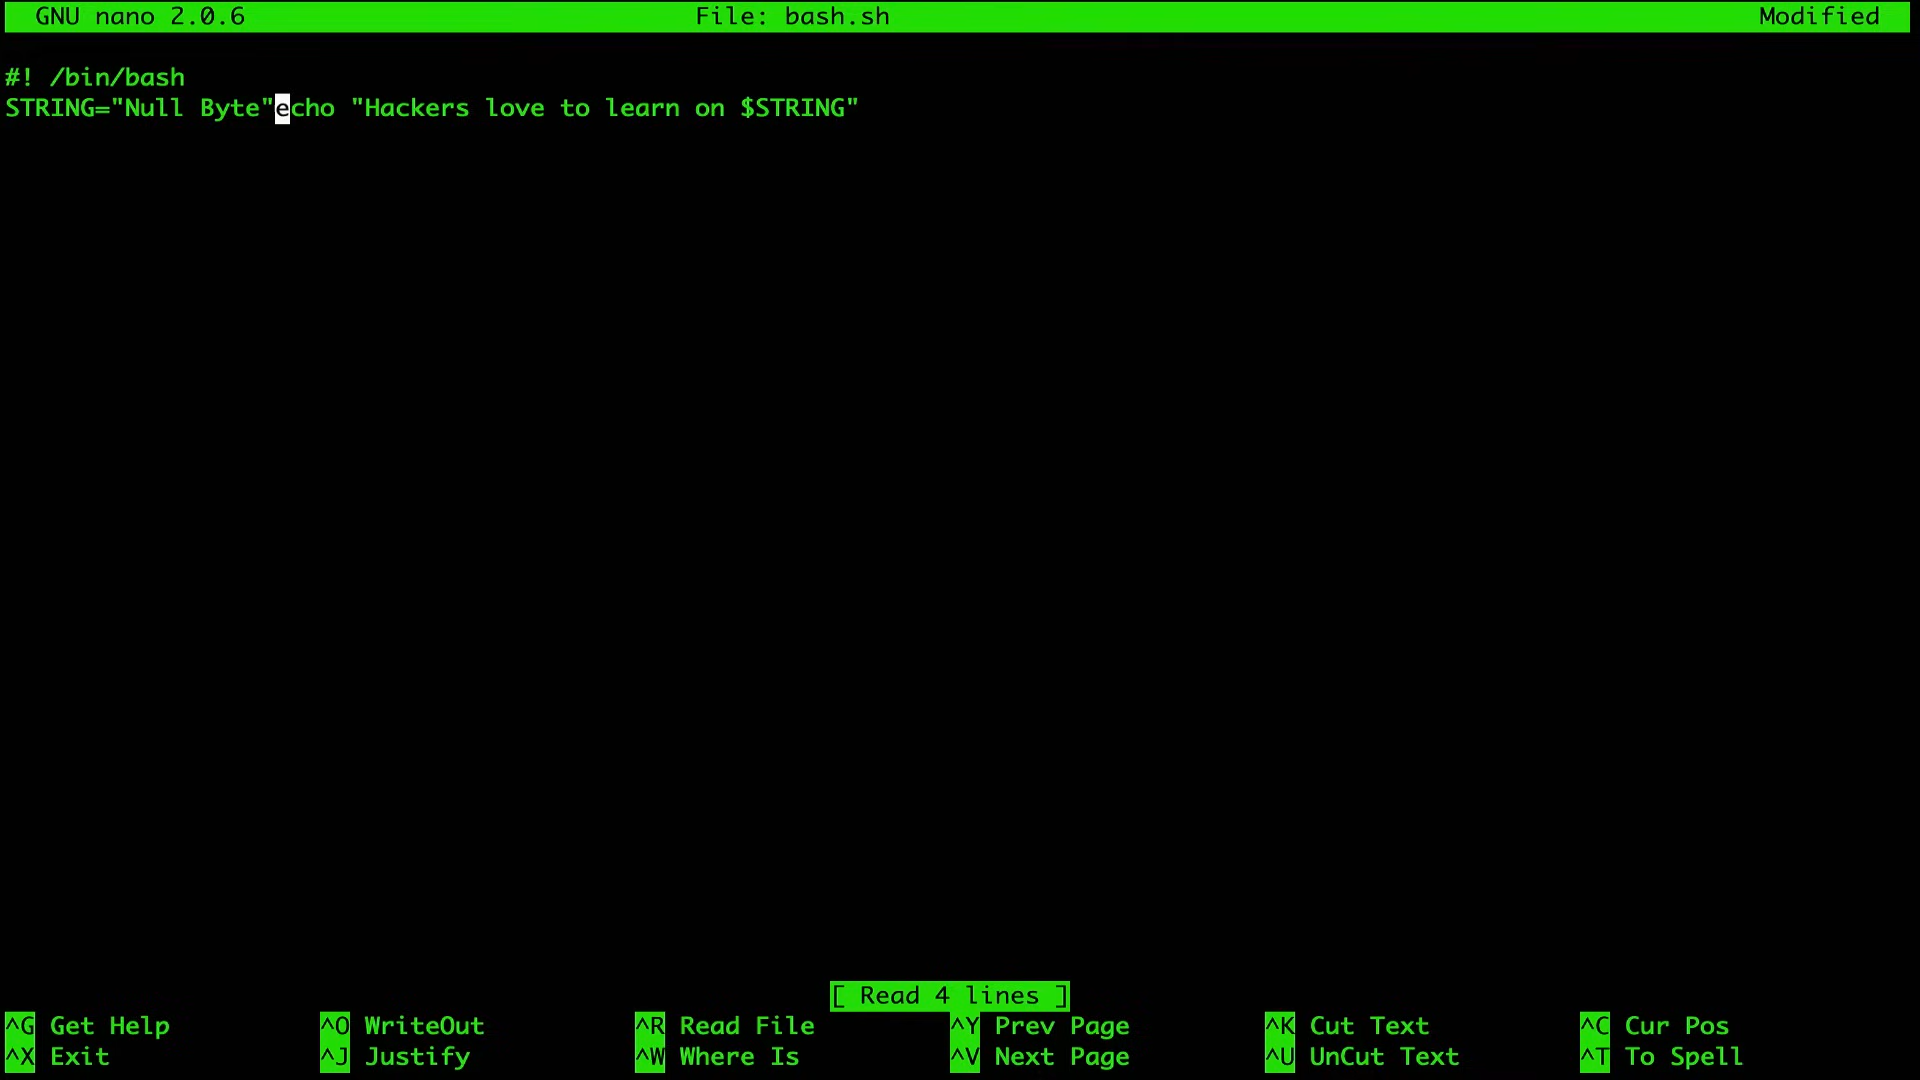 GNU nano 2.0.6 File: bash.sh Modified
#! /bin/bash
STRING="Null Byte"echo "Hackers love to learn on $STRING"
[ Read 4 lines ]
^G Get Help ^O WriteOut ^R Read File ^Y Prev Page ^K Cut Text ^C Cur Pos
^X Exit ^J Justify ^W Where Is ^V Next Page ^U UnCut Text ^T To Spell